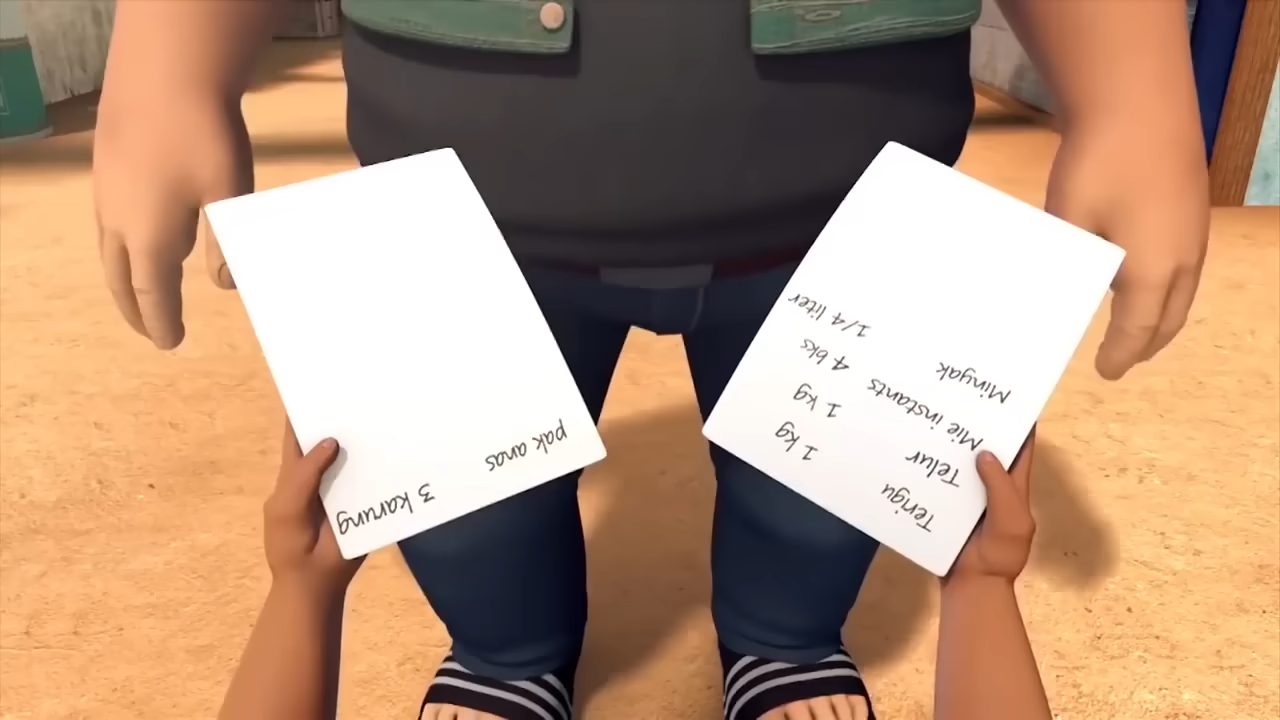 pak anas 3 karung
Terigu 1 kg
Telur 1 kg
Mie instants 4 bks
Minyak 1/4 liter